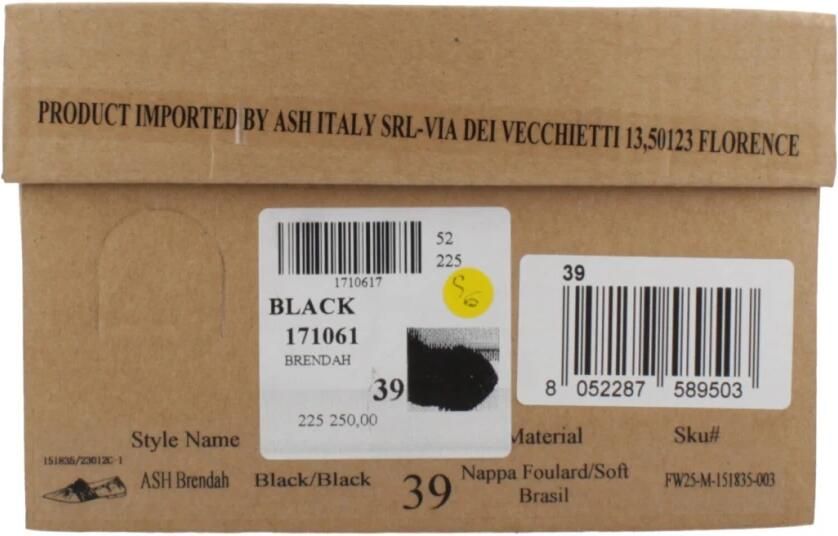 PRODUCT IMPORTED BY ASH ITALY SRL-VIA DEI VECCHIETTI 13,50123 FLORENCE
52
225
1710617
BLACK
171061
BRENDAH
39
225 250,00
39
8 052287 589503
Style Name
Material
Sku#
151835/23012C-1
ASH Brendah
Black/Black
39
Nappa Foulard/Soft
Brasil
FW25-M-151835-003